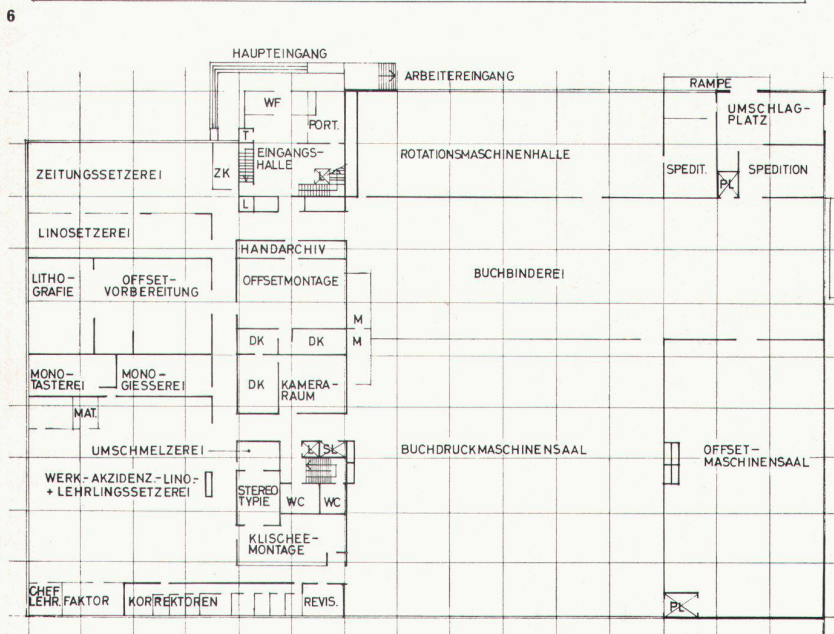 6
HAUPTEINGANG
ARBEITEREINGANG
RAMPE
WF
PORT.
UMSCHLAG-
PLATZ
T
EINGANGS-
HALLE
ROTATIONSMASCHINENHALLE
ZEITUNGSSETZEREI
ZK
L
V
SPEDIT.
SPEDITION
PL
L
LINOSETZEREI
HANDARCHIV
LITHO-
GRAFIE
OFFSET-
VORBEREITUNG
OFFSETMONTAGE
BUCHBINDEREI
M
DK
DK
M
MONO-
TASTEREI
MONO-
GIESSEREI
DK
KAMERA-
RAUM
MAT.
UMSCHMELZEREI
L
SL
BUCHDRUCKMASCHINENSAAL
OFFSET-
MASCHINENSAAL
WERK-AKZIDENZ-LINO-
+ LEHRLINGSSETZEREI
STEREO
TYPIE
WC
WC
KLISCHEE-
MONTAGE
CHEF
LEHR.
FAKTOR
KORREKTOREN
REVIS.
PL